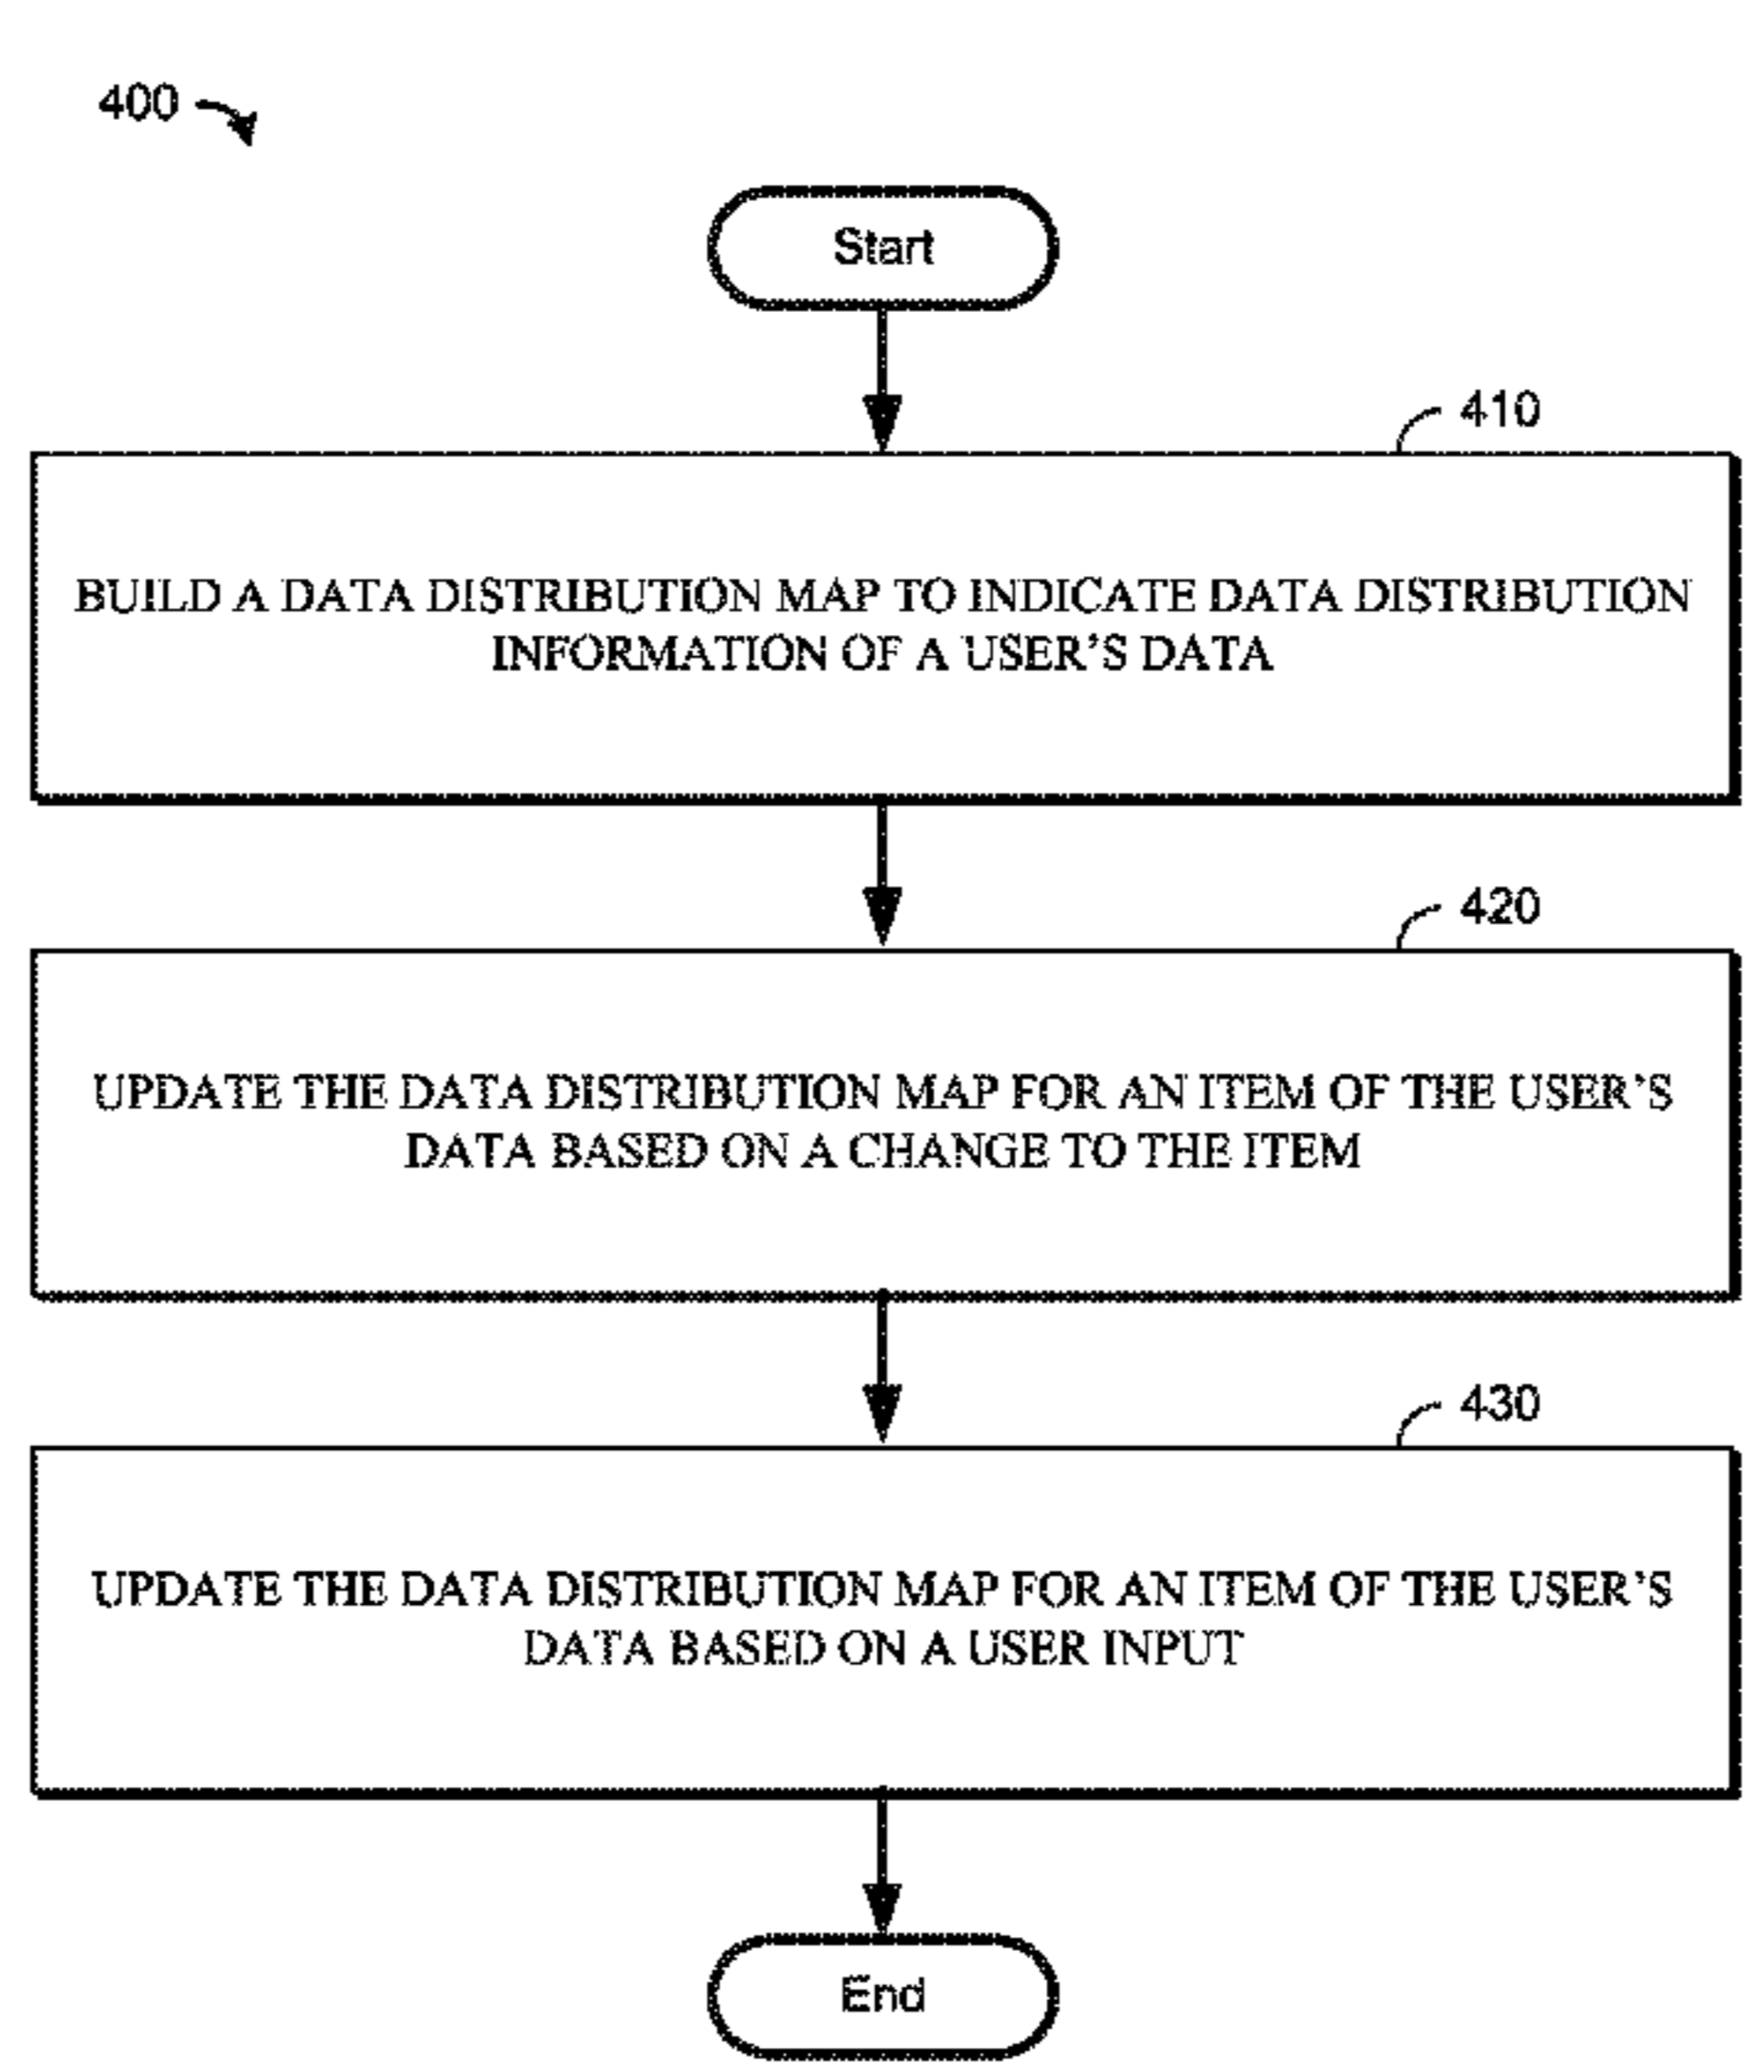 400
Start
410
BUILD A DATA DISTRIBUTION MAP TO INDICATE DATA DISTRIBUTION
INFORMATION OF A USER'S DATA
420
UPDATE THE DATA DISTRIBUTION MAP FOR AN ITEM OF THE USER'S
DATA BASED ON A CHANGE TO THE ITEM
430
UPDATE THE DATA DISTRIBUTION MAP FOR AN ITEM OF THE USER'S
DATA BASED ON A USER INPUT
End